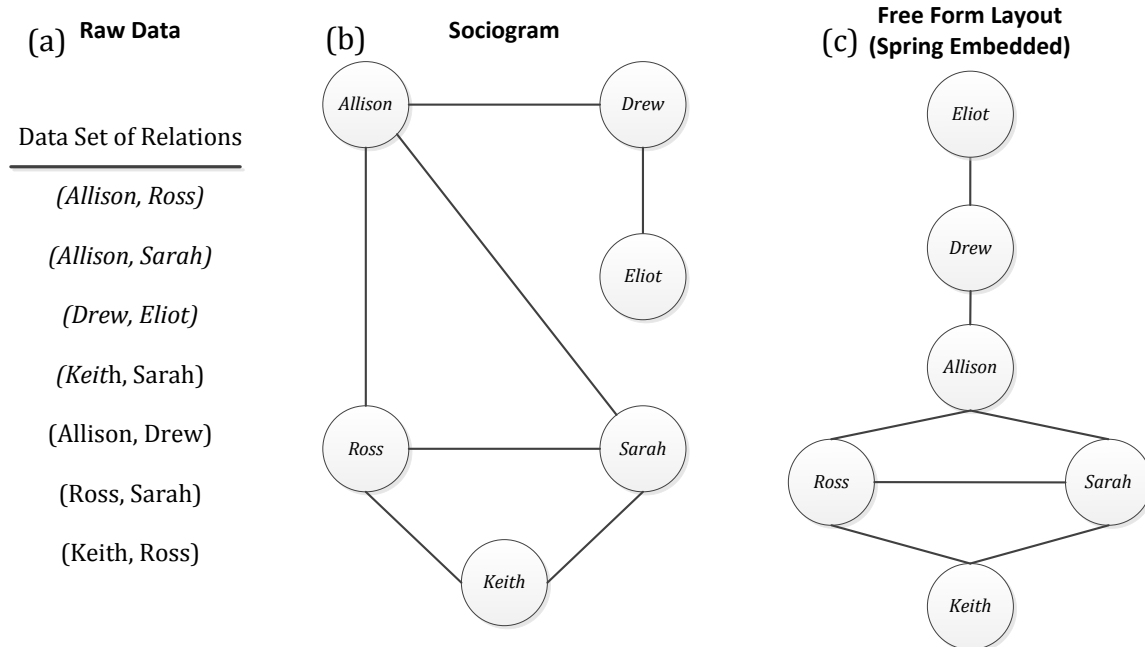 (a) Raw Data
Data Set of Relations
(Allison, Ross)
(Allison, Sarah)
(Drew, Eliot)
(Keith, Sarah)
(Allison, Drew)
(Ross, Sarah)
(Keith, Ross)
(b) Sociogram
Allison
Drew
Eliot
Ross
Sarah
Keith
(c) Free Form Layout
(Spring Embedded)
Eliot
Drew
Allison
Ross
Sarah
Keith